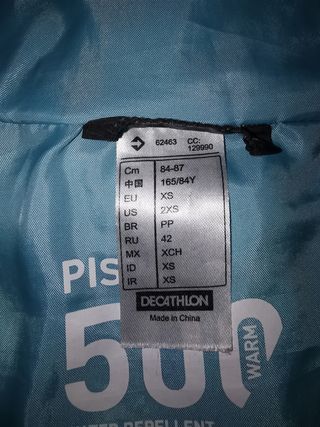 62463 CC: 129990
Cm 84-87
中国 165/84Y
EU XS
US 2XS
BR PP
RU 42
MX XCH
ID XS
IR XS
DECATHLON
Made in China
PIS
500
WARM
REPELLENT